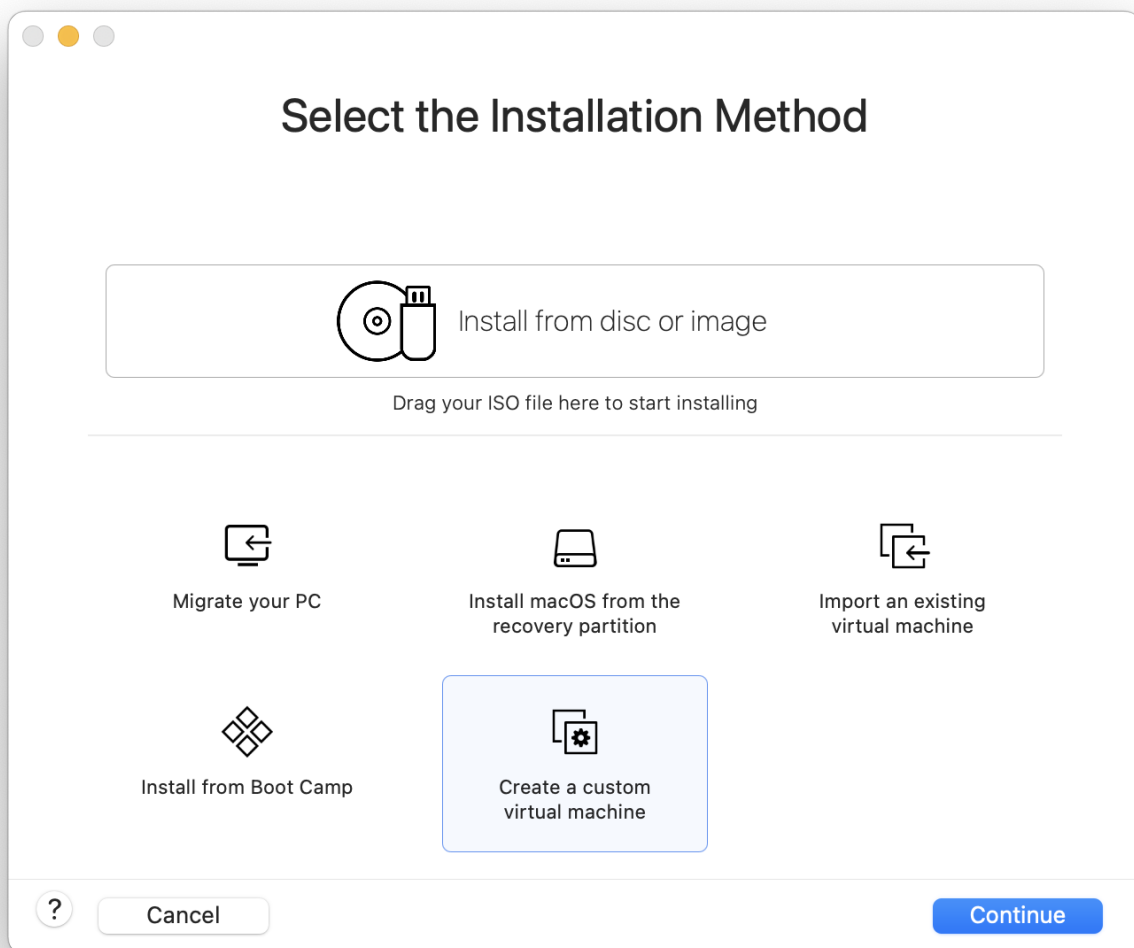 Select the Installation Method
Install from disc or image
Drag your ISO file here to start installing
Migrate your PC
Install macOS from the
recovery partition
Import an existing
virtual machine
Install from Boot Camp
Create a custom
virtual machine
?
Cancel
Continue